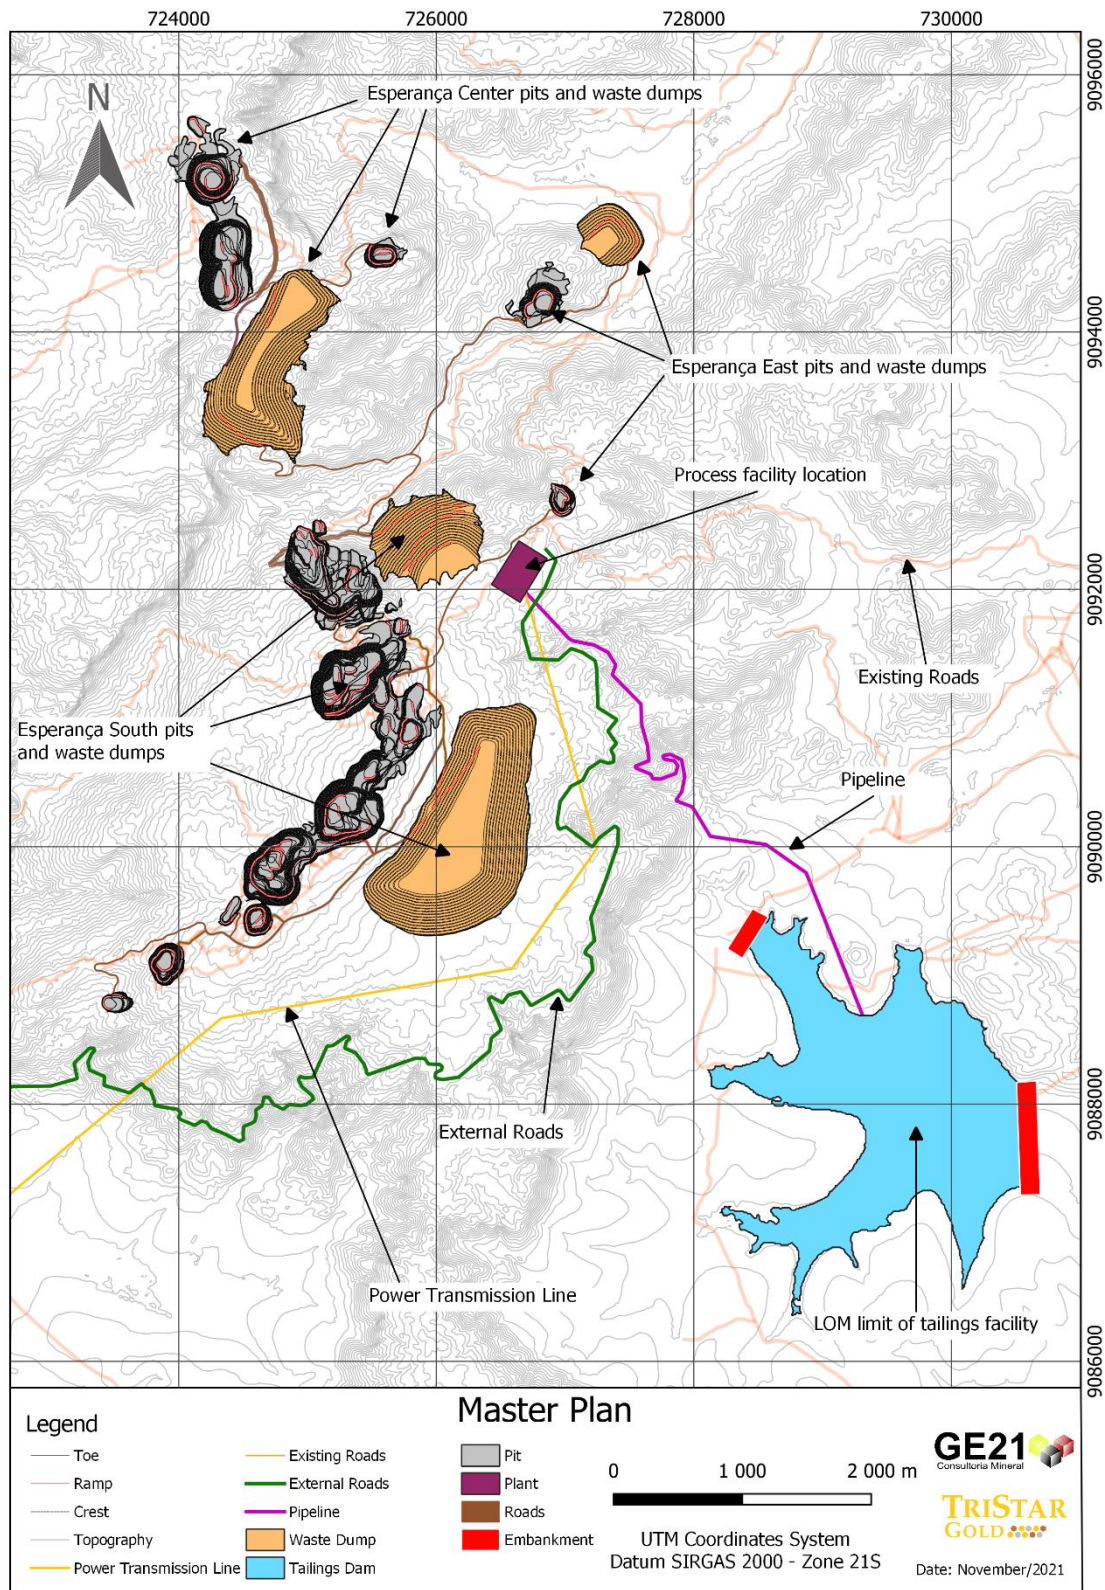 724000
726000
728000
730000
9096000
N
Esperança Center pits and waste dumps
9094000
Esperança East pits and waste dumps
Process facility location
9092000
Existing Roads
Esperança South pits
and waste dumps
Pipeline
9090000
External Roads
9088000
Power Transmission Line
LOM limit of tailings facility
9086000
Master Plan
Legend
Toe
Ramp
Crest
Topography
Power Transmission Line
Existing Roads
External Roads
Pipeline
Waste Dump
Tailings Dam
Pit
Plant
Roads
Embankment
0 1 000 2 000 m
UTM Coordinates System
Datum SIRGAS 2000 - Zone 21S
GE21
Consultoria Mineral
TRISTAR
GOLD
Date: November/2021